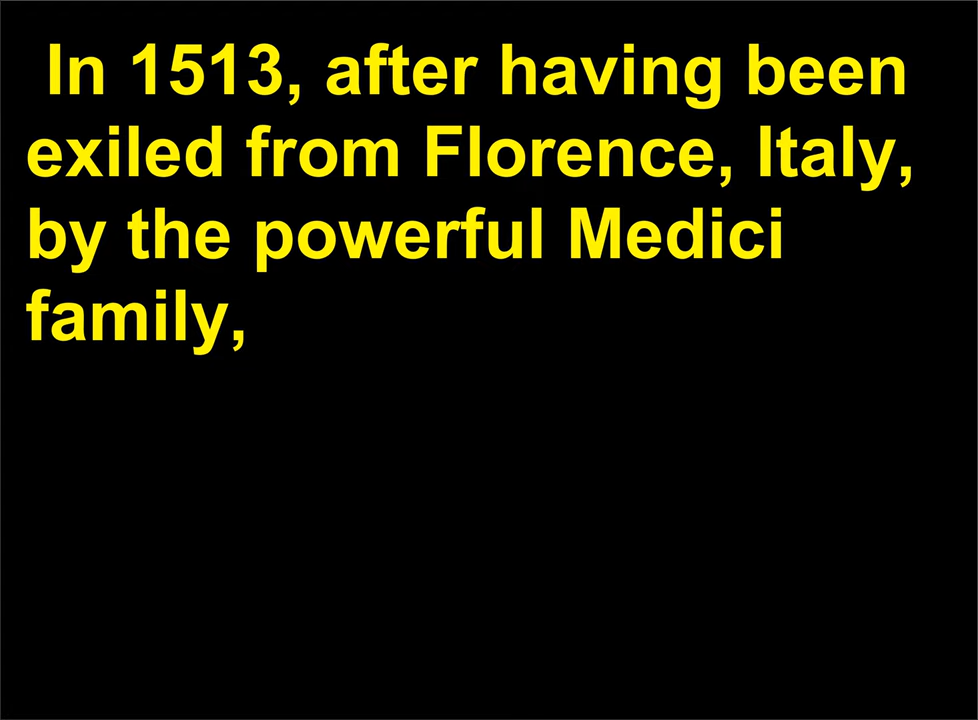 In 1513, after having been
exiled from Florence, Italy,
by the powerful Medici
family,